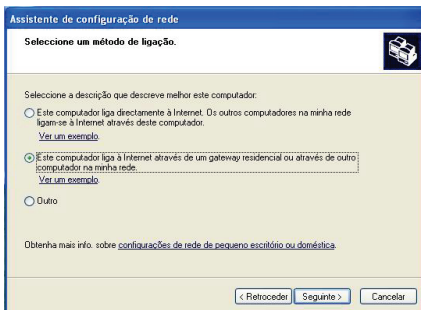 Assistente de configuração de rede
Seleccione um método de ligação.
Seleccione a descrição que descreve melhor este computador:
Este computador liga directamente à Internet. Os outros computadores na minha rede
ligam-se à Internet através deste computador.
Ver um exemplo.
Este computador liga à Internet através de um gateway residencial ou através de outro
computador na minha rede.
Ver um exemplo.
Outro
Obtenha mais info. sobre configurações de rede de pequeno escritório ou doméstica.
< Retroceder Seguinte > Cancelar